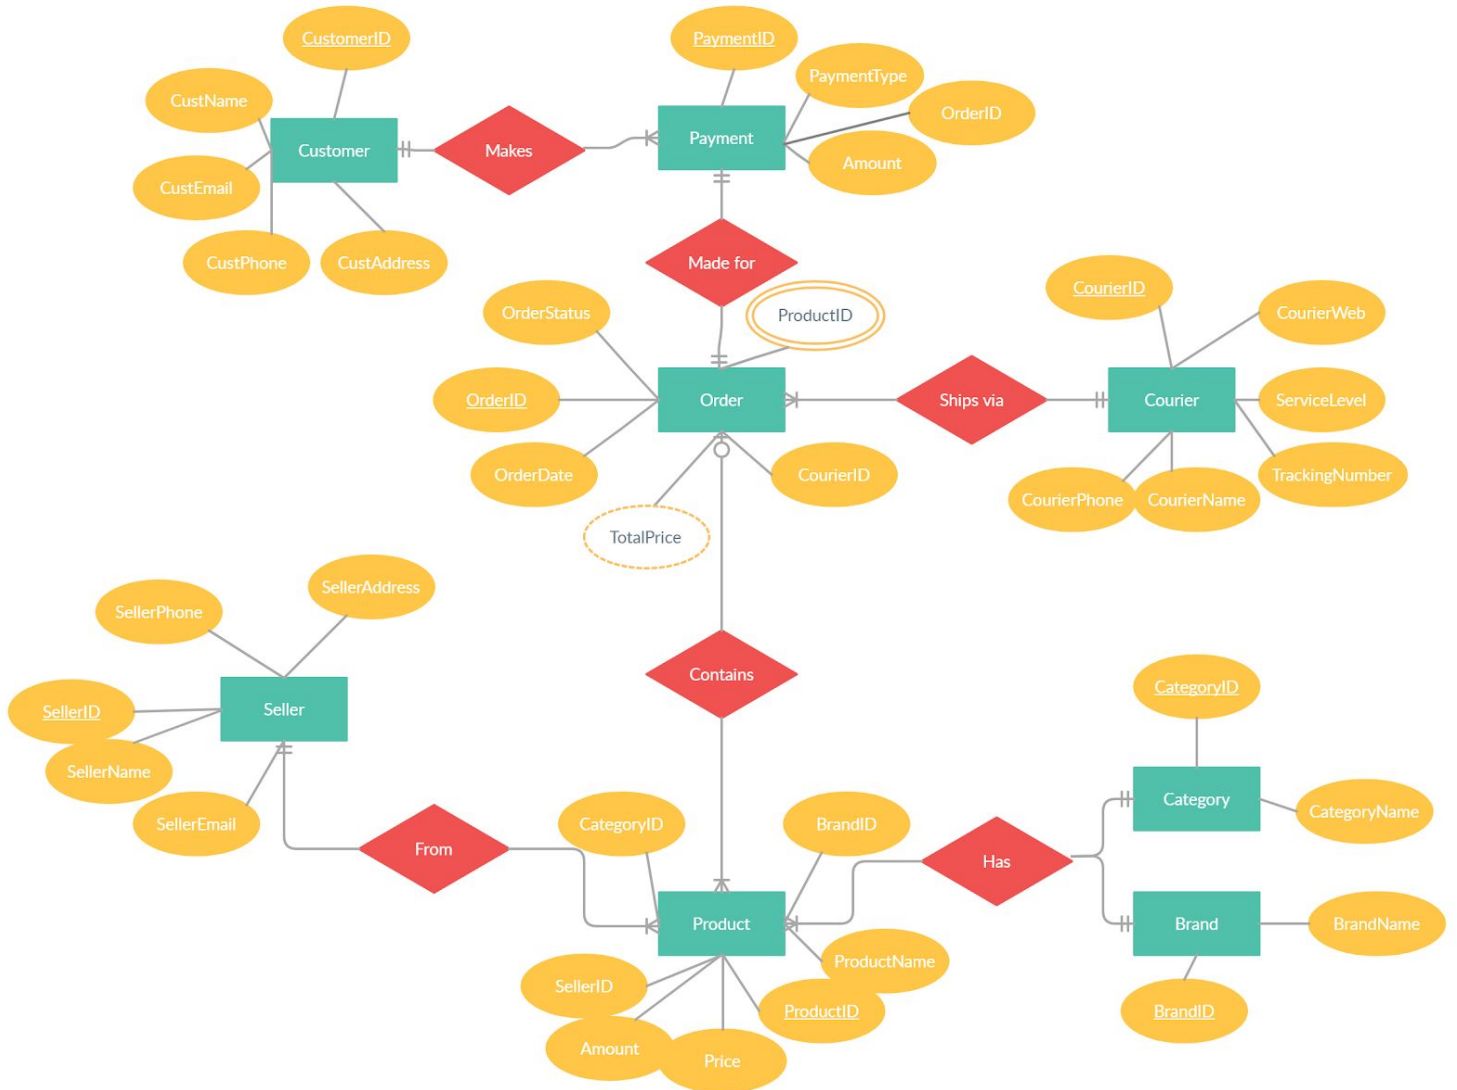 CustomerID
PaymentID
PaymentType
CustName
OrderID
Customer
Makes
Payment
Amount
CustEmail
CustPhone
CustAddress
Made for
CourierID
OrderStatus
ProductID
CourierWeb
OrderID
Order
Ships via
Courier
ServiceLevel
OrderDate
CourierID
TrackingNumber
CourierPhone
CourierName
TotalPrice
SellerAddress
SellerPhone
Contains
CategoryID
SellerID
Seller
SellerName
Category
CategoryName
SellerEmail
CategoryID
BrandID
From
Has
Product
Brand
BrandName
ProductName
SellerID
ProductID
BrandID
Amount
Price